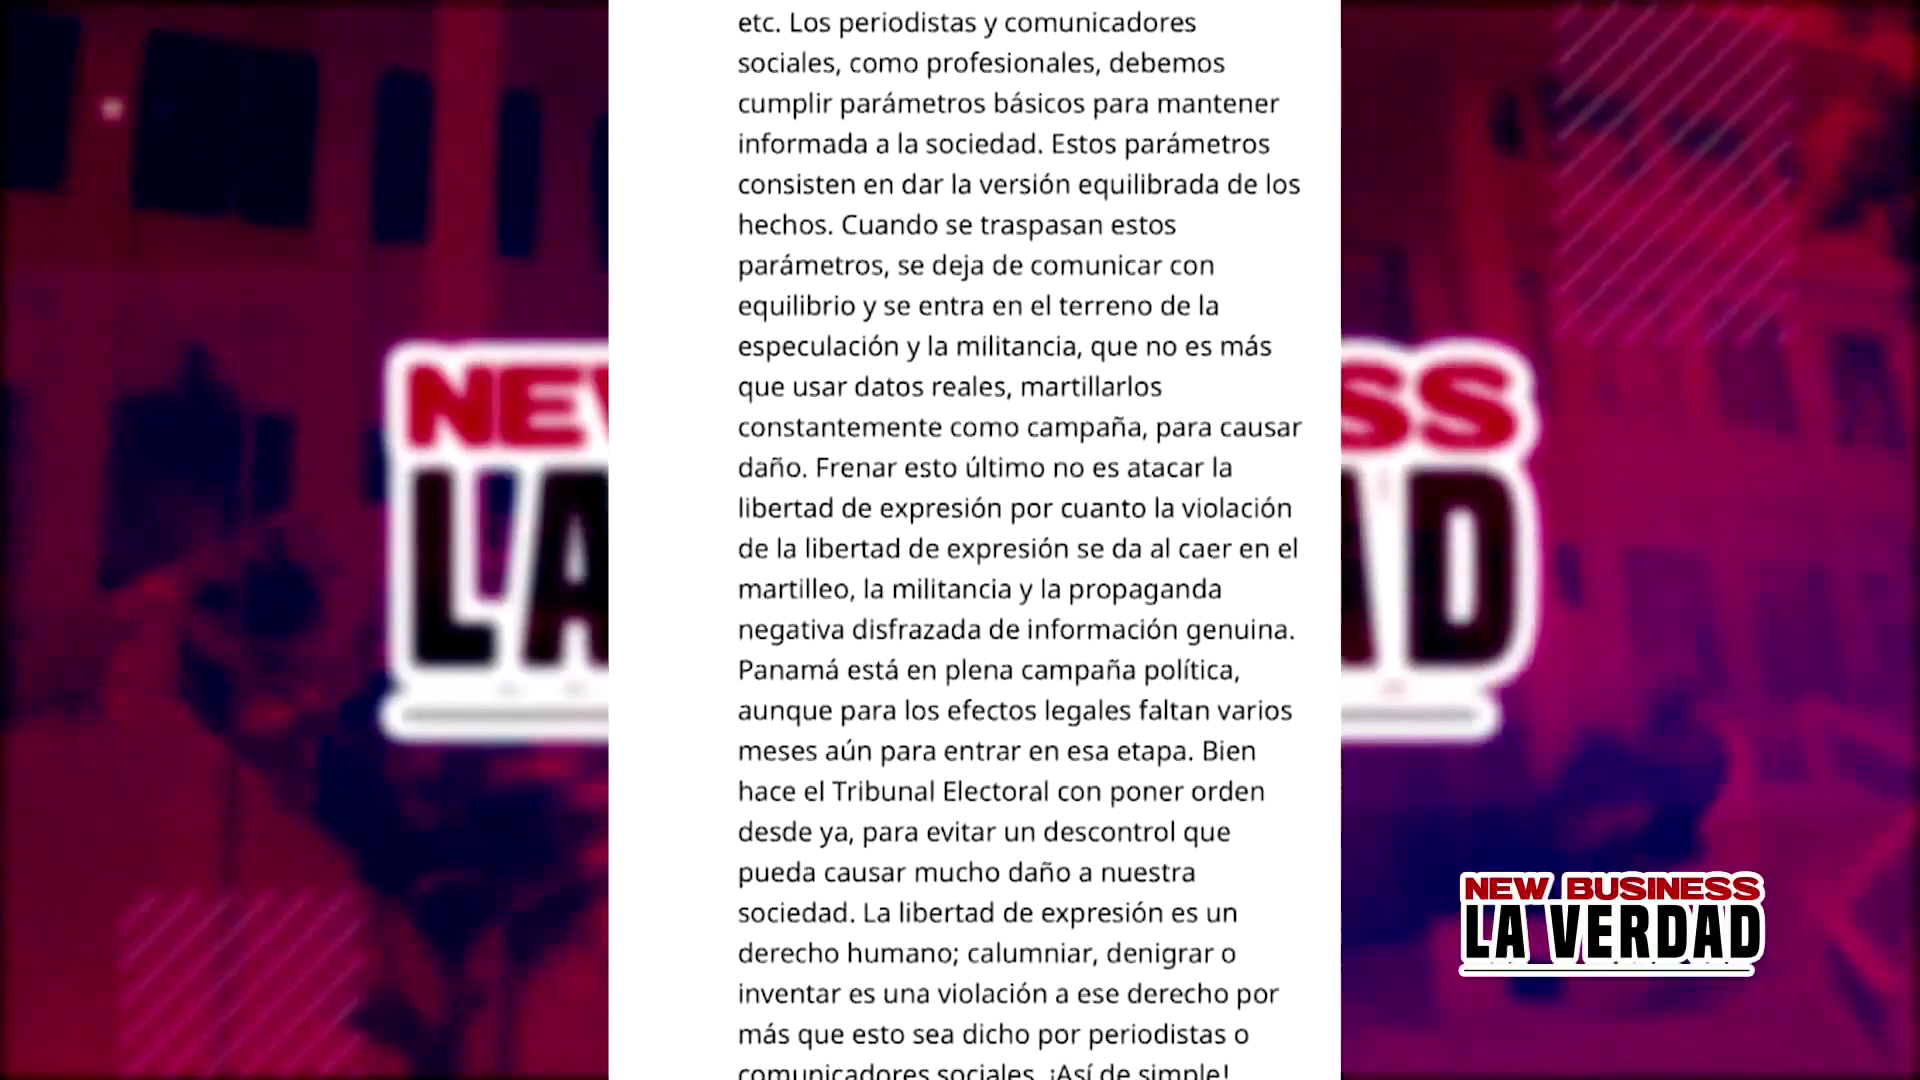 etc. Los periodistas y comunicadores
sociales, como profesionales, debemos
cumplir parámetros básicos para mantener
informada a la sociedad. Estos parámetros
consisten en dar la versión equilibrada de los
hechos. Cuando se traspasan estos
parámetros, se deja de comunicar con
equilibrio y se entra en el terreno de la
especulación y la militancia, que no es más
que usar datos reales, martillarlos
constantemente como campaña, para causar
daño. Frenar esto último no es atacar la
libertad de expresión por cuanto la violación
de la libertad de expresión se da al caer en el
martilleo, la militancia y la propaganda
negativa disfrazada de información genuina.
Panamá está en plena campaña política,
aunque para los efectos legales faltan varios
meses aún para entrar en esa etapa. Bien
hace el Tribunal Electoral con poner orden
desde ya, para evitar un descontrol que
pueda causar mucho daño a nuestra
sociedad. La libertad de expresión es un
derecho humano; calumniar, denigrar o
inventar es una violación a ese derecho por
más que esto sea dicho por periodistas o
comunicadores sociales. ¡Así de simple!
NEW BUSINESS
LA VERDAD